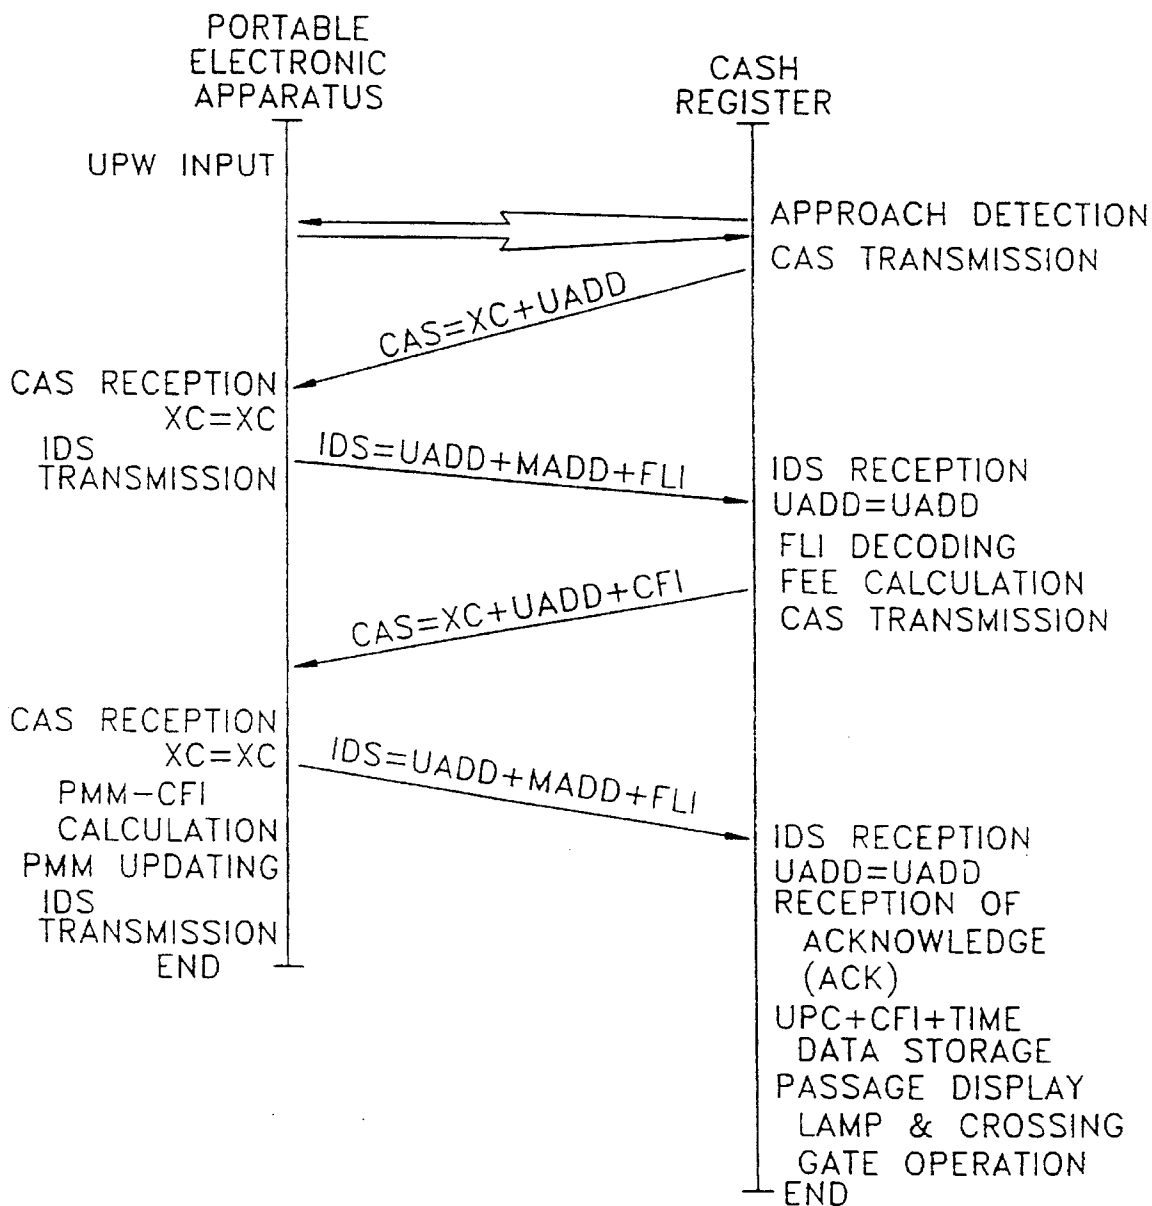 PORTABLE
ELECTRONIC
APPARATUS
CASH
REGISTER
UPW INPUT
APPROACH DETECTION
CAS TRANSMISSION
CAS=XC+UADD
CAS RECEPTION
XC=XC
IDS
TRANSMISSION
IDS=UADD+MADD+FLI
IDS RECEPTION
UADD=UADD
FLI DECODING
FEE CALCULATION
CAS TRANSMISSION
CAS=XC+UADD+CFI
CAS RECEPTION
XC=XC
IDS=UADD+MADD+FLI
PMM-CFI
CALCULATION
PMM UPDATING
IDS
TRANSMISSION
END
IDS RECEPTION
UADD=UADD
RECEPTION OF
ACKNOWLEDGE
(ACK)
UPC+CFI+TIME
DATA STORAGE
PASSAGE DISPLAY
LAMP & CROSSING
GATE OPERATION
END